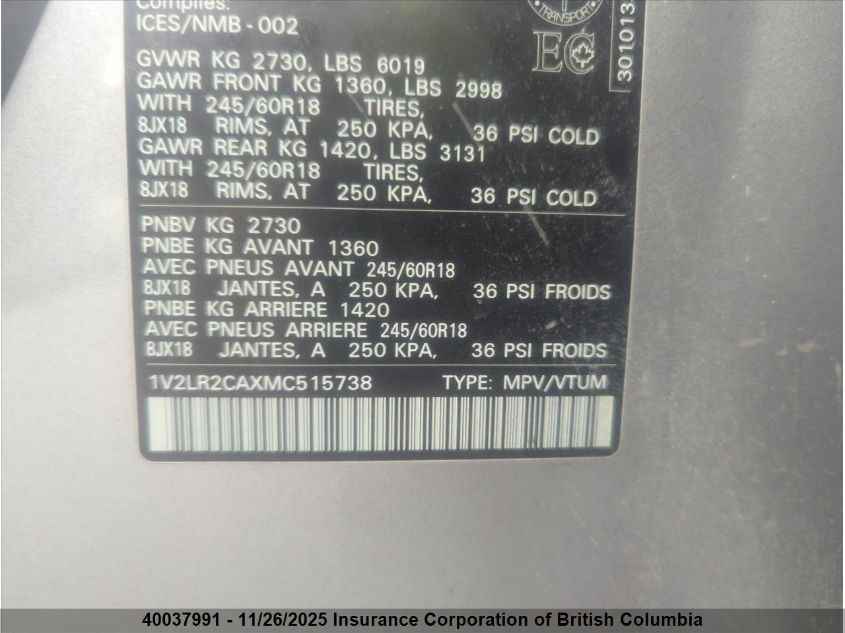 Complies:
ICES/NMB - 002
TRANSPORT
EC
301013
GVWR KG 2730, LBS 6019
GAWR FRONT KG 1360, LBS 2998
WITH 245/60R18 TIRES,
8JX18 RIMS, AT 250 KPA, 36 PSI COLD
GAWR REAR KG 1420, LBS 3131
WITH 245/60R18 TIRES,
8JX18 RIMS, AT 250 KPA, 36 PSI COLD
PNBV KG 2730
PNBE KG AVANT 1360
AVEC PNEUS AVANT 245/60R18
8JX18 JANTES, A 250 KPA, 36 PSI FROIDS
PNBE KG ARRIERE 1420
AVEC PNEUS ARRIERE 245/60R18
8JX18 JANTES, A 250 KPA, 36 PSI FROIDS
1V2LR2CAXMC515738 TYPE: MPV/VTUM
40037991 - 11/26/2025 Insurance Corporation of British Columbia